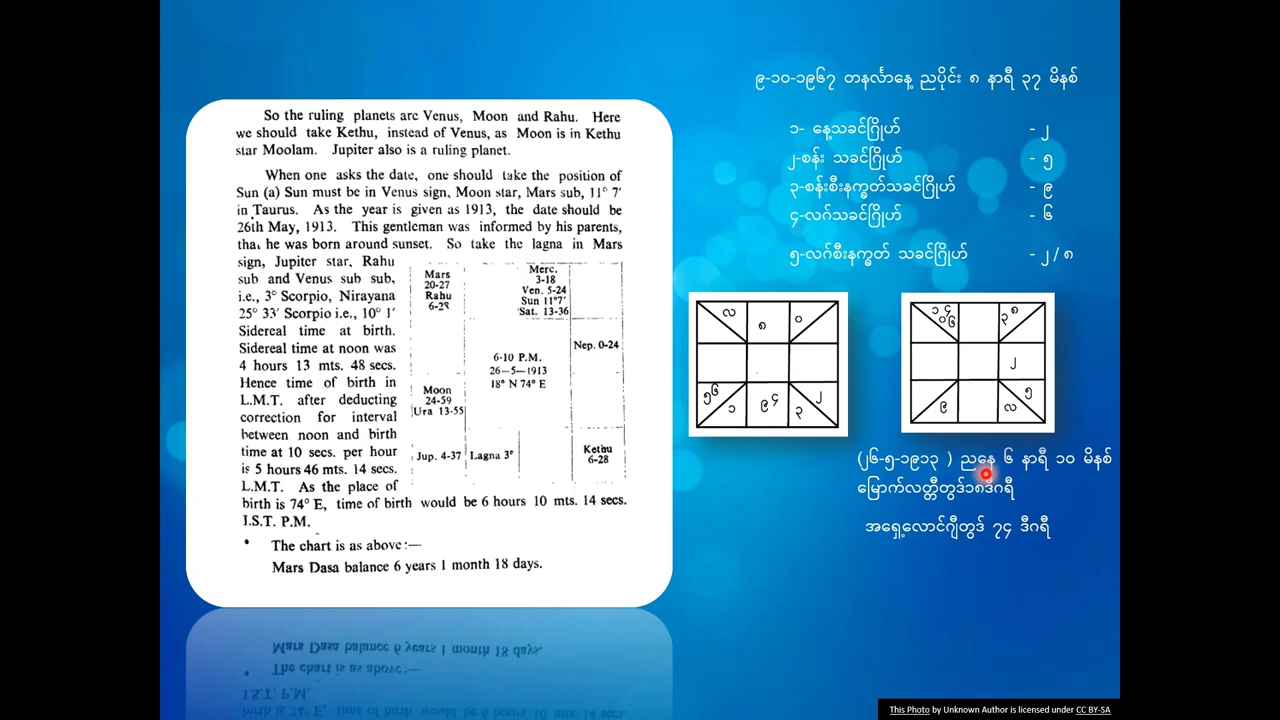 So the ruling planets are Venus, Moon and Rahu. Here
we should take Kethu, instead of Venus, as Moon is in Kethu
star Moolam. Jupiter also is a ruling planet.
When one asks the date, one should take the position of
Sun (a) Sun must be in Venus sign, Moon star, Mars sub, 11° 7′
in Taurus. As the year is given as 1913, the date should be
26th May, 1913. This gentleman was informed by his parents,
that he was born around sunset. So take the lagna in Mars
sign, Jupiter star, Rahu
sub and Venus sub sub,
i.e., 3° Scorpio, Nirayana
25° 33′ Scorpio i.e., 10° 1′
Sidereal time at birth.
Sidereal time at noon was
4 hours 13 mts. 48 secs.
Hence time of birth in
L.M.T. after deducting
correction for interval
between noon and birth
time at 10 secs. per hour
is 5 hours 46 mts. 14 secs.
L.M.T. As the place of
birth is 74° E, time of birth would be 6 hours 10 mts. 14 secs.
I.S.T. P.M.
Mars
20-27
Rahu
6-28
Merc.
3-18
Ven. 5-24
Sun 11°7′
Sat. 13-36
Nep. 0-24
6-10 P.M.
26-5-1913
18° N 74° E
Moon
24-59
Ura 13-55
Jup. 4-37
Lagna 3°
Kethu
6-28
The chart is as above:—
Mars Dasa balance 6 years 1 month 18 days.
၉-၁၀-၁၉၆၇ တနင်္လာနေ့ ညပိုင်း ၈ နာရီ ၃၇ မိနစ်
၁- နေ့သခင်ဂြိုဟ် - ၂
၂-စန်း သခင်ဂြိုဟ် - ၅
၃-စန်းစီးနက္ခတ်သခင်ဂြိုဟ် - ၉
၄-လဂ်သခင်ဂြိုဟ် - ၆
၅-လဂ်စီးနက္ခတ် သခင်ဂြိုဟ် - ၂ / ၈
လ ၈ ၀
၅ ၆ ၁ ၉ ၄ ၃ ၂
၁ ၄ ၀ ၆ ၃ ၈
၂
၉ ၅ လ
(၂၆-၅-၁၉၁၃ ) ညနေ ၆ နာရီ ၁၀ မိနစ်
မြောက်လတ္တီတွဒ်၁၈ဒီဂရီ
အရှေ့လောင်ဂျီတွဒ် ၇၄ ဒီဂရီ
This Photo by Unknown Author is licensed under CC BY-SA